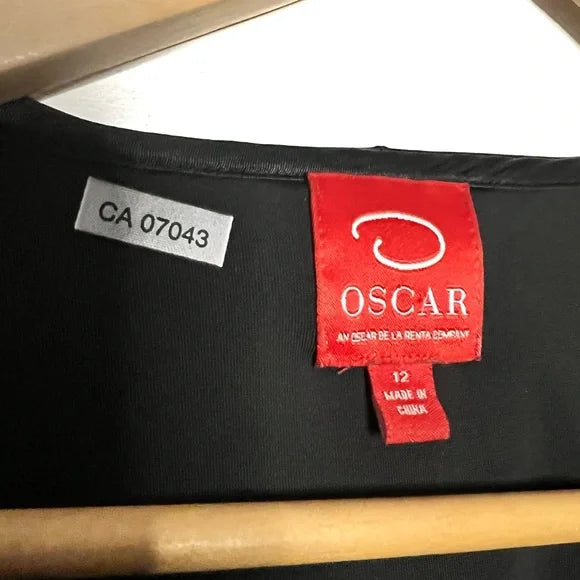 CA 07043
OSCAR
AN OSCAR DE LA RENTA COMPANY
12
MADE IN
CHINA